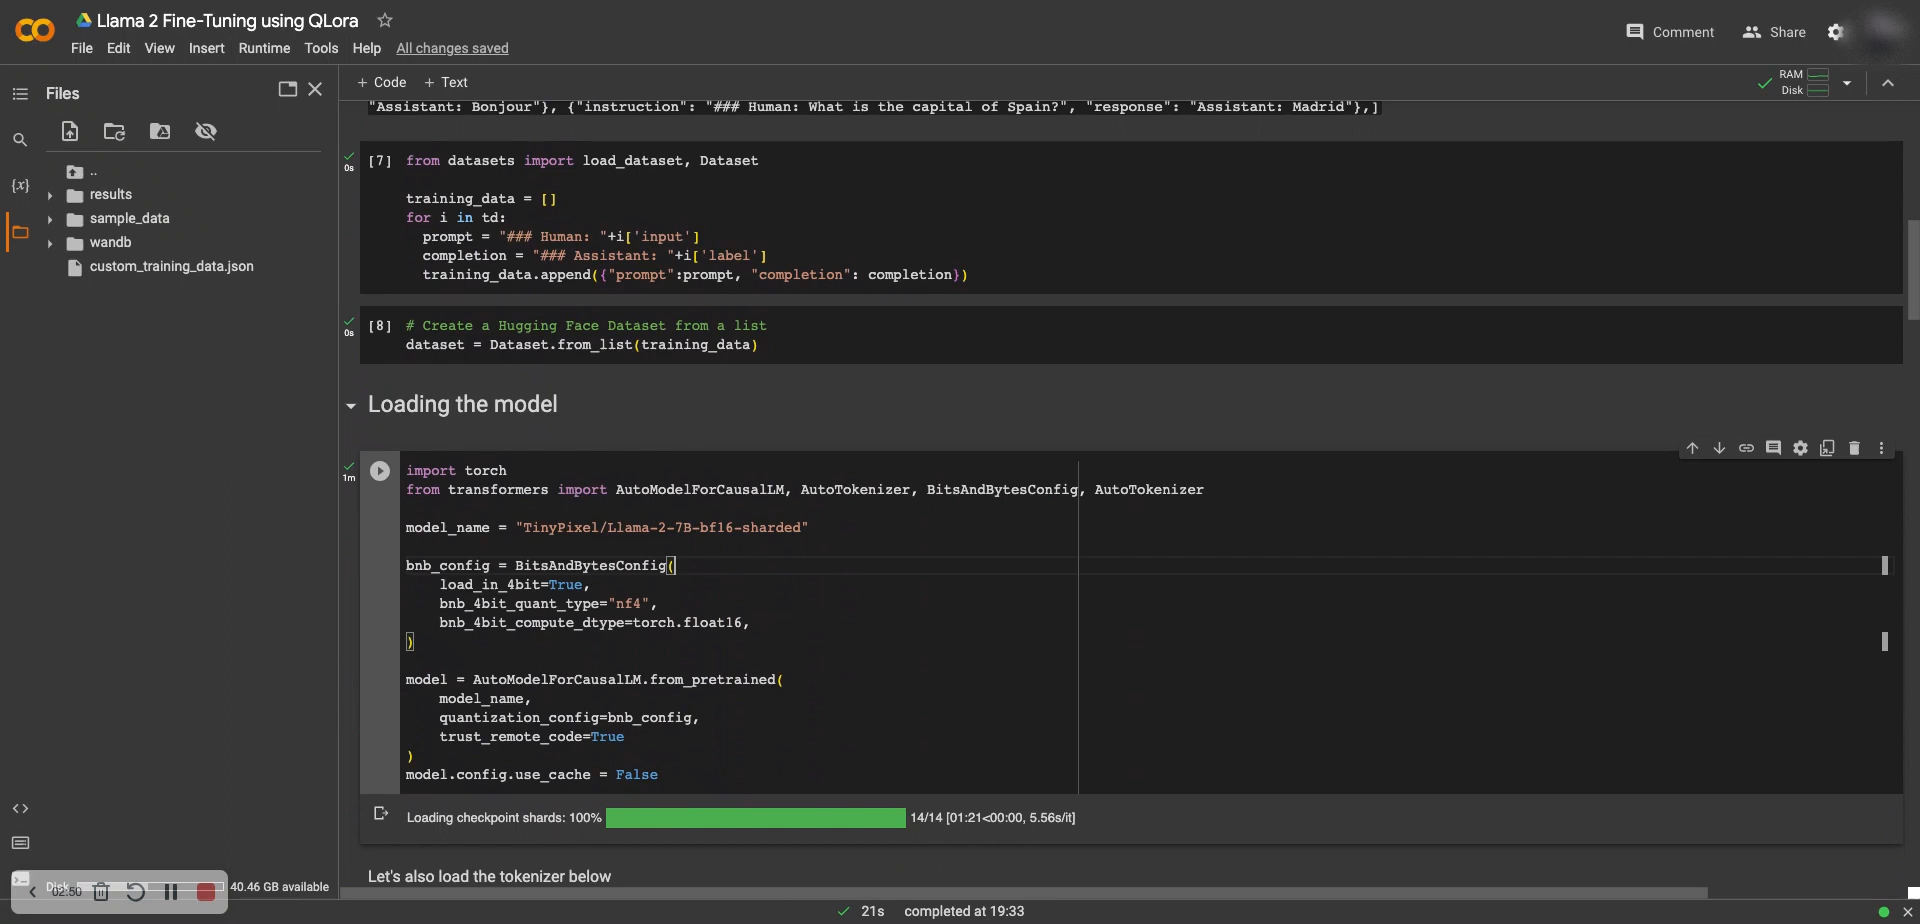 Llama 2 Fine-Tuning using QLora
File Edit View Insert Runtime Tools Help All changes saved
Comment Share
Files
..
results
sample_data
wandb
custom_training_data.json
Disk 40.46 GB available
02:50
+ Code + Text
RAM
Disk
"Assistant: Bonjour"}, {"instruction": "### Human: What is the capital of Spain?", "response": "Assistant: Madrid"},]
0s
[7] from datasets import load_dataset, Dataset
training_data = []
for i in td:
prompt = "### Human: "+i['input']
completion = "### Assistant: "+i['label']
training_data.append({"prompt":prompt, "completion": completion})
0s
[8] # Create a Hugging Face Dataset from a list
dataset = Dataset.from_list(training_data)
Loading the model
1m
import torch
from transformers import AutoModelForCausalLM, AutoTokenizer, BitsAndBytesConfig, AutoTokenizer
model_name = "TinyPixel/Llama-2-7B-bf16-sharded"
bnb_config = BitsAndBytesConfig(
load_in_4bit=True,
bnb_4bit_quant_type="nf4",
bnb_4bit_compute_dtype=torch.float16,
)
model = AutoModelForCausalLM.from_pretrained(
model_name,
quantization_config=bnb_config,
trust_remote_code=True
)
model.config.use_cache = False
Loading checkpoint shards: 100% 14/14 [01:21<00:00, 5.56s/it]
Let's also load the tokenizer below
21s completed at 19:33